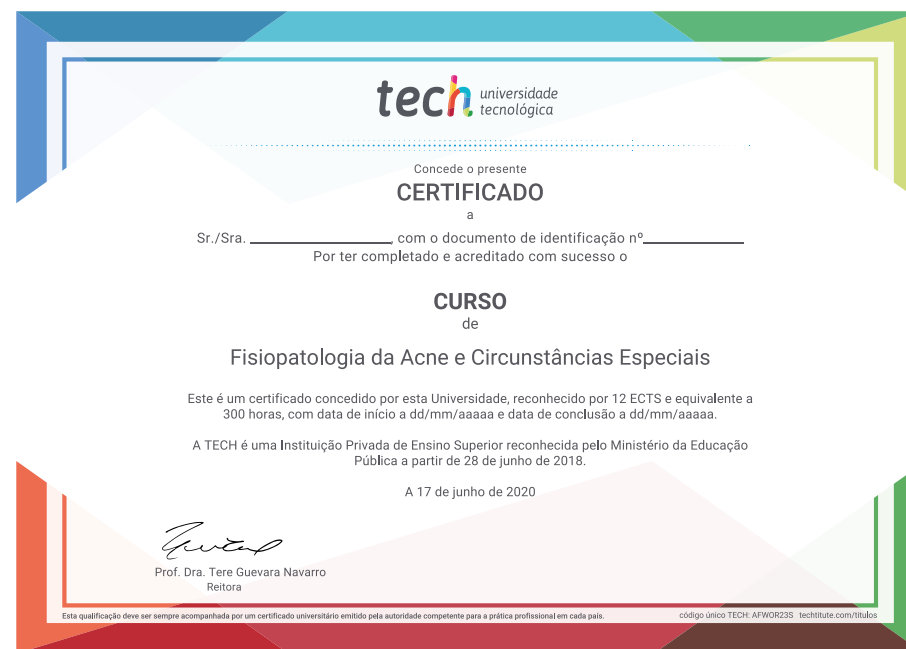 tech universidade
tecnológica
Concede o presente
CERTIFICADO
a
Sr./Sra. ____________________, com o documento de identificação nº______________
Por ter completado e acreditado com sucesso o
CURSO
de
Fisiopatologia da Acne e Circunstâncias Especiais
Este é um certificado concedido por esta Universidade, reconhecido por 12 ECTS e equivalente a
300 horas, com data de início a dd/mm/aaaaa e data de conclusão a dd/mm/aaaaa.
A TECH é uma Instituição Privada de Ensino Superior reconhecida pelo Ministério da Educação
Pública a partir de 28 de junho de 2018.
A 17 de junho de 2020
Prof. Dra. Tere Guevara Navarro
Reitora
Esta qualificação deve ser sempre acompanhada por um certificado universitário emitido pela autoridade competente para a prática profissional em cada país.
código único TECH: AFWOR23S techtitute.com/titulos